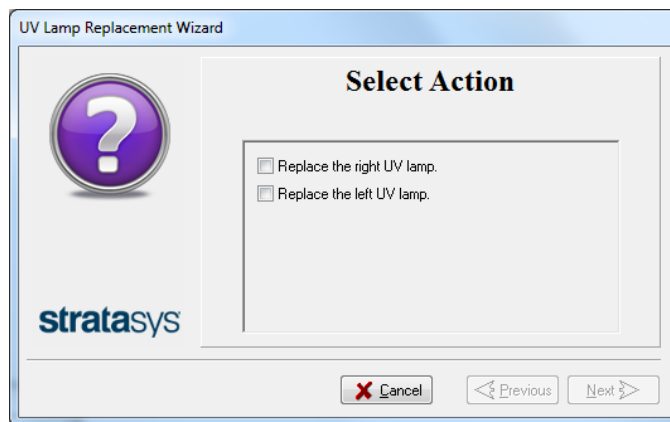 UV Lamp Replacement Wizard
Select Action
Replace the right UV lamp.
Replace the left UV lamp.
stratasys
Cancel
Previous
Next